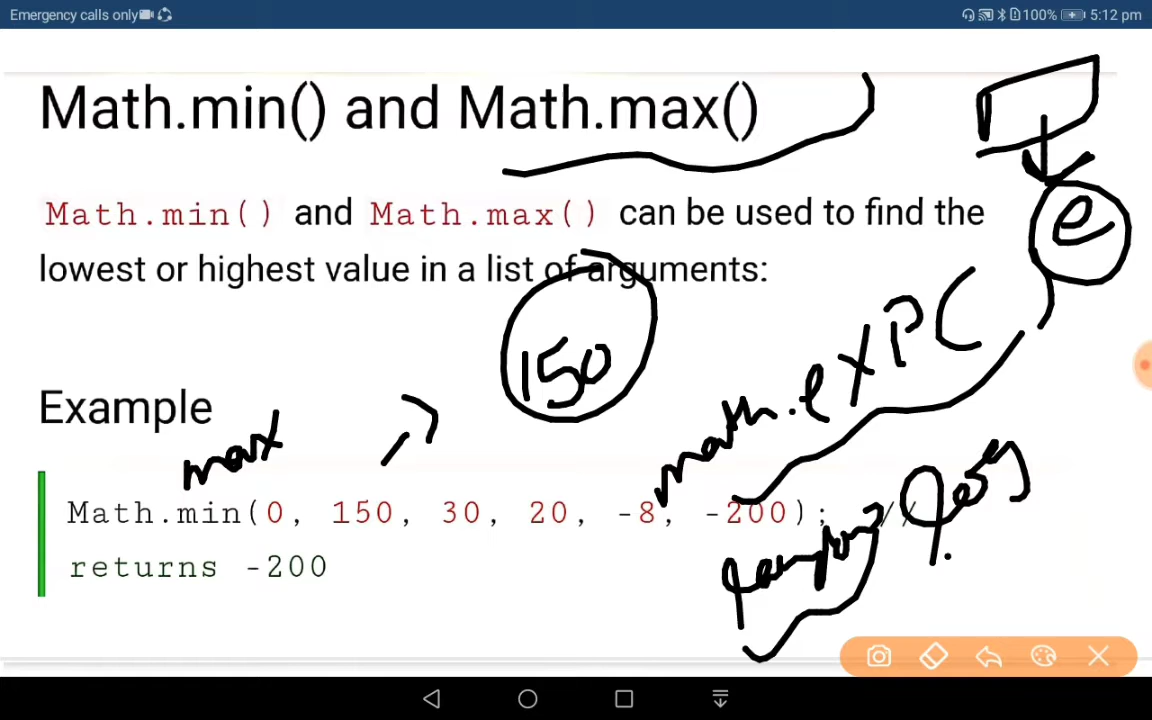 Emergency calls only 100% 5:12 pm
Math.min() and Math.max()
Math.min() and Math.max() can be used to find the
lowest or highest value in a list of arguments:
e
150
math.exp(
Example
max
Math.min(0, 150, 30, 20, -8, -200); //
returns -200